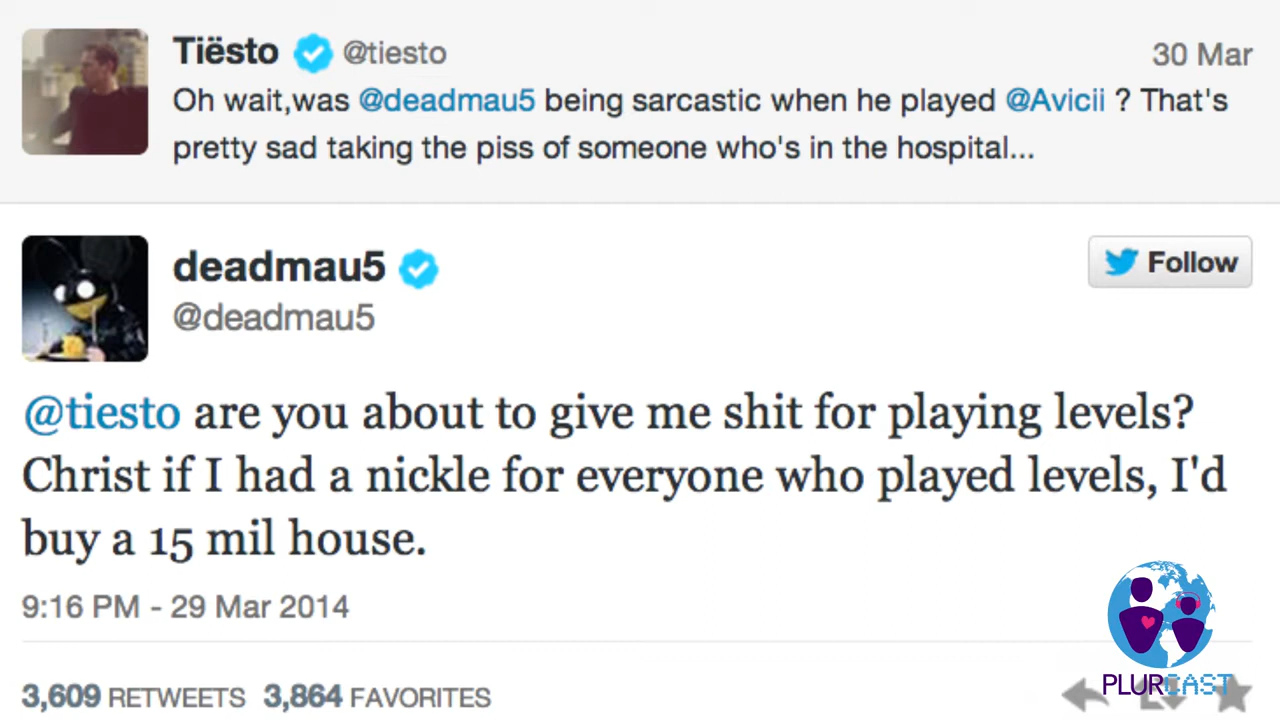 Tiësto @tiesto 30 Mar
Oh wait,was @deadmau5 being sarcastic when he played @Avicii ? That's
pretty sad taking the piss of someone who's in the hospital...
deadmau5 Follow
@deadmau5
@tiesto are you about to give me shit for playing levels?
Christ if I had a nickle for everyone who played levels, I'd
buy a 15 mil house.
9:16 PM - 29 Mar 2014
3,609 RETWEETS 3,864 FAVORITES
PLURCAST